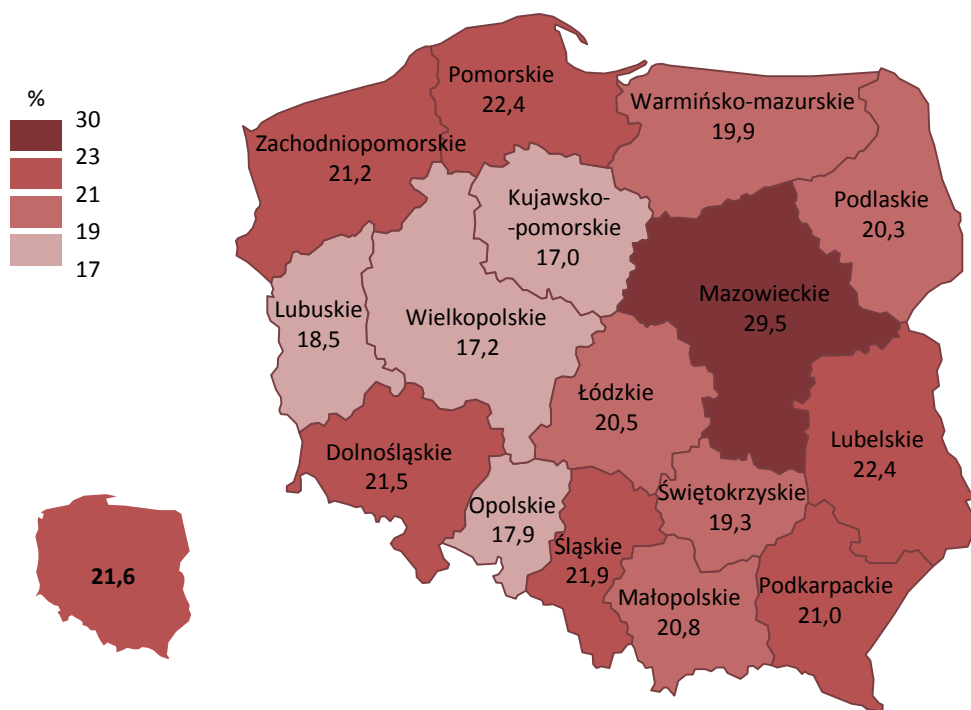 %
30
23
21
19
17
Pomorskie
22,4
Warmińsko-mazurskie
19,9
Zachodniopomorskie
21,2
Kujawsko-
-pomorskie
17,0
Podlaskie
20,3
Mazowieckie
29,5
Lubuskie
18,5
Wielkopolskie
17,2
Łódzkie
20,5
Lubelskie
22,4
Dolnośląskie
21,5
Opolskie
17,9
Świętokrzyskie
19,3
Śląskie
21,9
Małopolskie
20,8
Podkarpackie
21,0
21,6